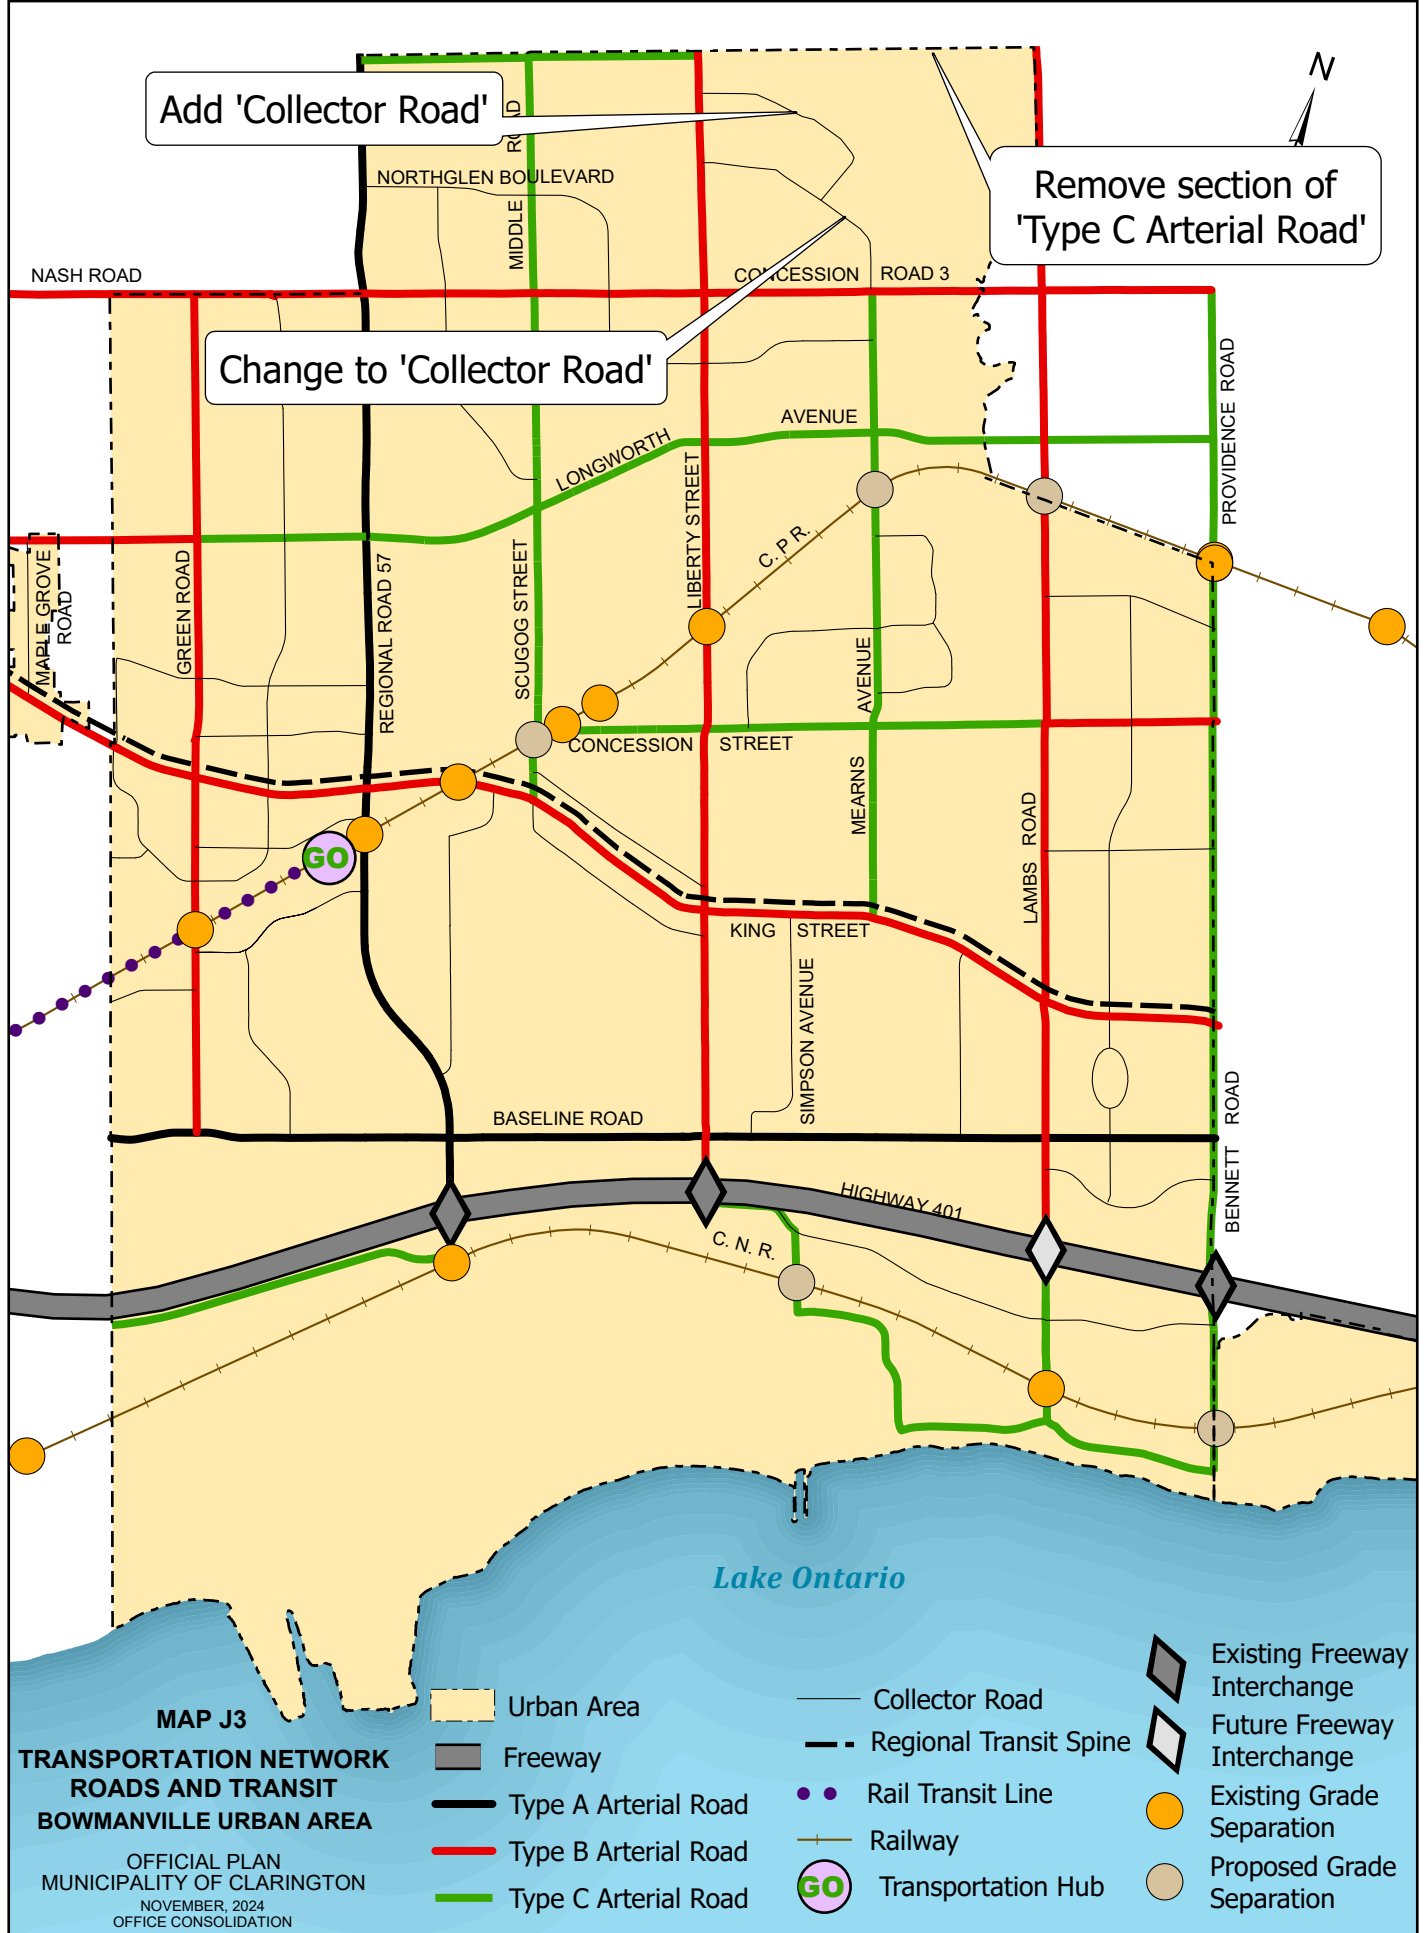 N
Add 'Collector Road'
Remove section of
'Type C Arterial Road'
NORTHGLEN BOULEVARD
MIDDLE ROAD
NASH ROAD
CONCESSION ROAD 3
Change to 'Collector Road'
LONGWORTH AVENUE
PROVIDENCE ROAD
MAPLE GROVE
ROAD
GREEN ROAD
REGIONAL ROAD 57
SCUGOG STREET
LIBERTY STREET
C. P R.
CONCESSION STREET
MEARNS AVENUE
LAMBS ROAD
GO
KING STREET
SIMPSON AVENUE
BASELINE ROAD
BENNETT ROAD
HIGHWAY 401
C. N. R.
Lake Ontario
MAP J3
TRANSPORTATION NETWORK
ROADS AND TRANSIT
BOWMANVILLE URBAN AREA
OFFICIAL PLAN
MUNICIPALITY OF CLARINGTON
NOVEMBER, 2024
OFFICE CONSOLIDATION
Urban Area
Freeway
Type A Arterial Road
Type B Arterial Road
Type C Arterial Road
Collector Road
Regional Transit Spine
Rail Transit Line
Railway
GO
Transportation Hub
Existing Freeway
Interchange
Future Freeway
Interchange
Existing Grade
Separation
Proposed Grade
Separation